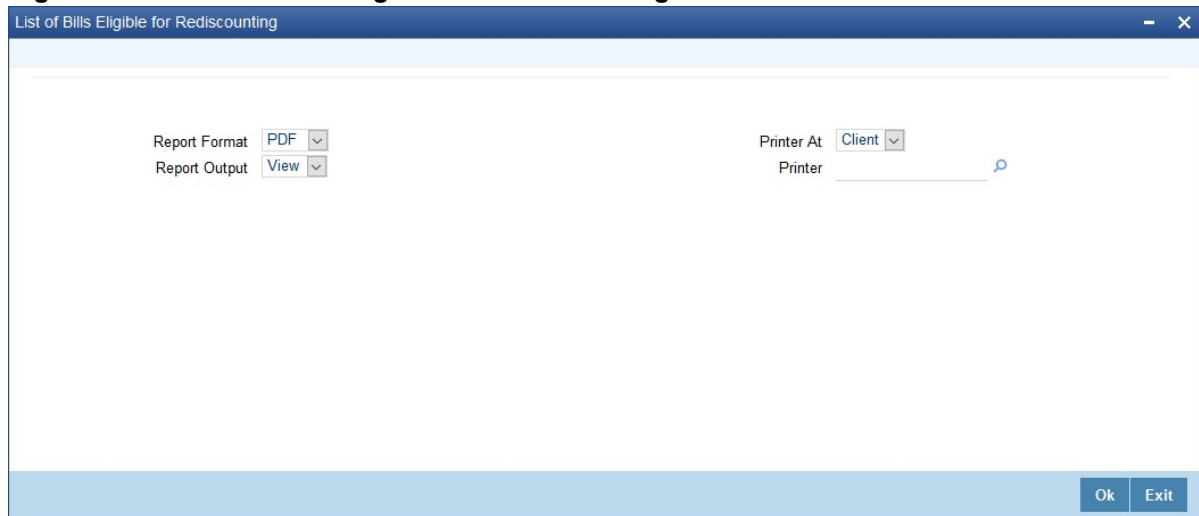 List of Bills Eligible for Rediscounting
Report Format PDF Printer At Client
Report Output View Printer
Ok Exit